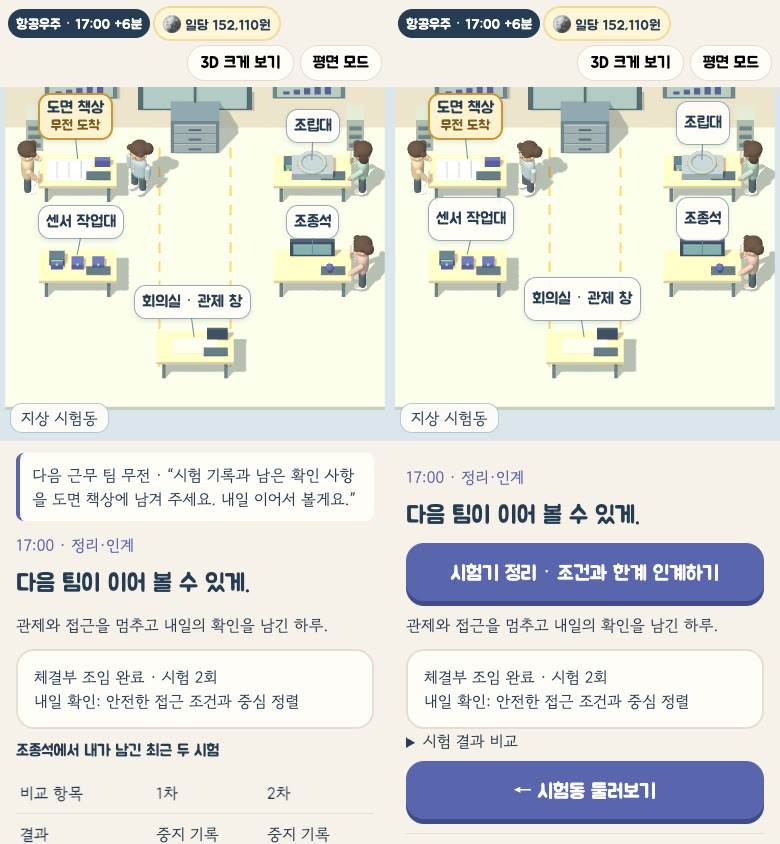 항공우주 · 17:00 +6분
일당 152,110원
3D 크게 보기
평면 모드
도면 책상
무전 도착
조립대
센서 작업대
조종석
회의실 · 관제 창
지상 시험동
다음 근무 팀 무전 · “시험 기록과 남은 확인 사항
을 도면 책상에 남겨 주세요. 내일 이어서 볼게요.”
17:00 · 정리·인계
다음 팀이 이어 볼 수 있게.
관제와 접근을 멈추고 내일의 확인을 남긴 하루.
체결부 조임 완료 · 시험 2회
내일 확인: 안전한 접근 조건과 중심 정렬
조종석에서 내가 남긴 최근 두 시험
비교 항목 1차 2차
결과 중지 기록 중지 기록
항공우주 · 17:00 +6분
일당 152,110원
3D 크게 보기
평면 모드
도면 책상
무전 도착
조립대
센서 작업대
조종석
회의실 · 관제 창
지상 시험동
17:00 · 정리·인계
다음 팀이 이어 볼 수 있게.
시험기 정리 · 조건과 한계 인계하기
관제와 접근을 멈추고 내일의 확인을 남긴 하루.
체결부 조임 완료 · 시험 2회
내일 확인: 안전한 접근 조건과 중심 정렬
▶ 시험 결과 비교
← 시험동 둘러보기